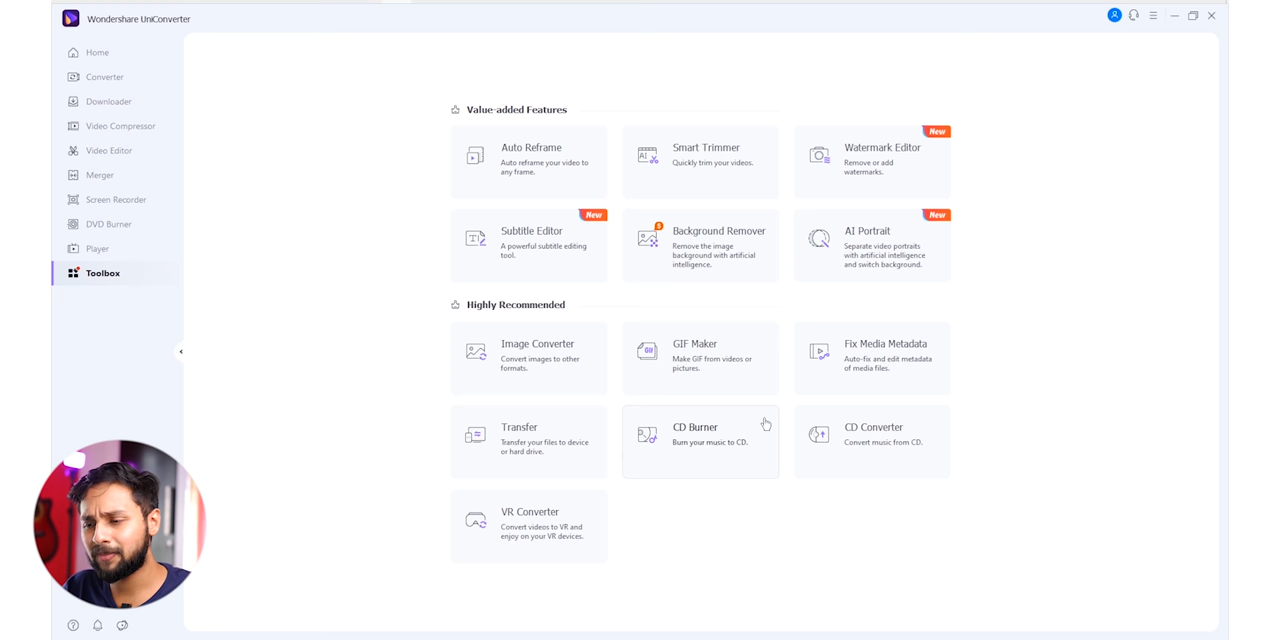 Wondershare UniConverter
Home
Converter
Downloader
Video Compressor
Video Editor
Merger
Screen Recorder
DVD Burner
Player
Toolbox
Value-added Features
Auto Reframe
Auto reframe your video to
any frame.
Smart Trimmer
Quickly trim your videos.
AI
New
Watermark Editor
Remove or add
watermarks.
New
Subtitle Editor
A powerful subtitle editing
tool.
T
$
Background Remover
Remove the image
background with artificial
intelligence.
New
AI Portrait
Separate video portraits
with artificial intelligence
and switch background.
Highly Recommended
Image Converter
Convert images to other
formats.
GIF
GIF Maker
Make GIF from videos or
pictures.
Fix Media Metadata
Auto-fix and edit metadata
of media files.
Transfer
Transfer your files to device
or hard drive.
CD Burner
Burn your music to CD.
CD Converter
Convert music from CD.
VR Converter
Convert videos to VR and
enjoy on your VR devices.